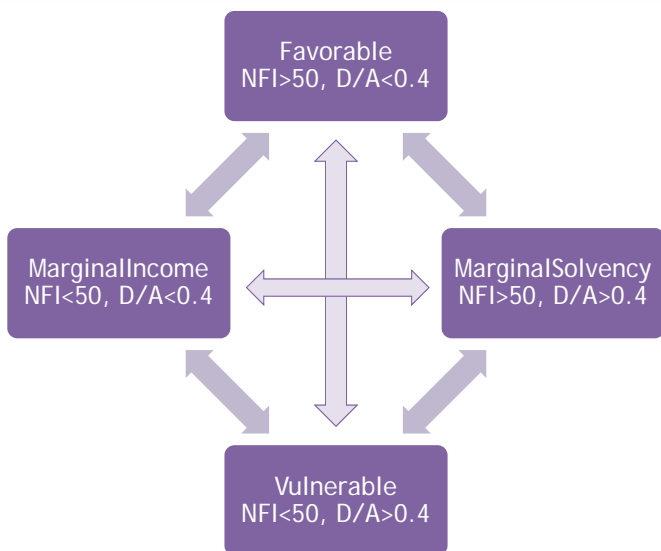 Favorable
NFI>50, D/A<0.4
MarginalIncome
NFI<50, D/A<0.4
MarginalSolvency
NFI>50, D/A>0.4
Vulnerable
NFI<50, D/A>0.4